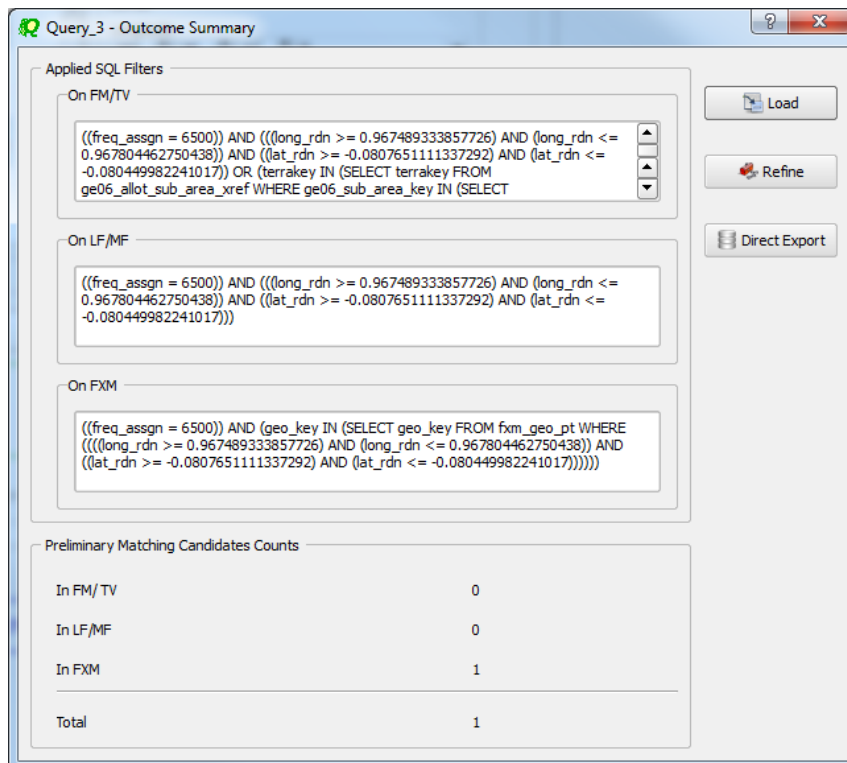 Query_3 - Outcome Summary
Applied SQL Filters
On FM/TV
((freq_assgn = 6500)) AND (((long_rdn >= 0.967489333857726) AND (long_rdn <=
0.967804462750438)) AND ((lat_rdn >= -0.0807651111337292) AND (lat_rdn <=
-0.080449982241017)) OR (terrakey IN (SELECT terrakey FROM
ge06_allot_sub_area_xref WHERE ge06_sub_area_key IN (SELECT
On LF/MF
((freq_assgn = 6500)) AND (((long_rdn >= 0.967489333857726) AND (long_rdn <=
0.967804462750438)) AND ((lat_rdn >= -0.0807651111337292) AND (lat_rdn <=
-0.080449982241017)))
On FXM
((freq_assgn = 6500)) AND (geo_key IN (SELECT geo_key FROM fxm_geo_pt WHERE
((((long_rdn >= 0.967489333857726) AND (long_rdn <= 0.967804462750438)) AND
((lat_rdn >= -0.0807651111337292) AND (lat_rdn <= -0.080449982241017))))))
Load
Refine
Direct Export
Preliminary Matching Candidates Counts
In FM/ TV 0
In LF/MF 0
In FXM 1
Total 1